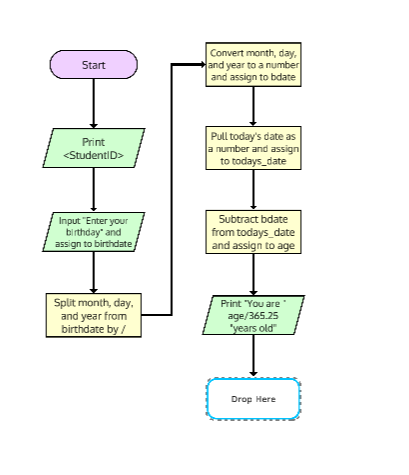 Start
Print
<StudentID>
Input "Enter your
birthday" and
assign to birthdate
Split month, day,
and year from
birthdate by /
Convert month, day,
and year to a number
and assign to bdate
Pull today's date as
a number and assign
to todays_date
Subtract bdate
from todays_date
and assign to age
Print "You are "
age/365.25
"years old"
Drop Here